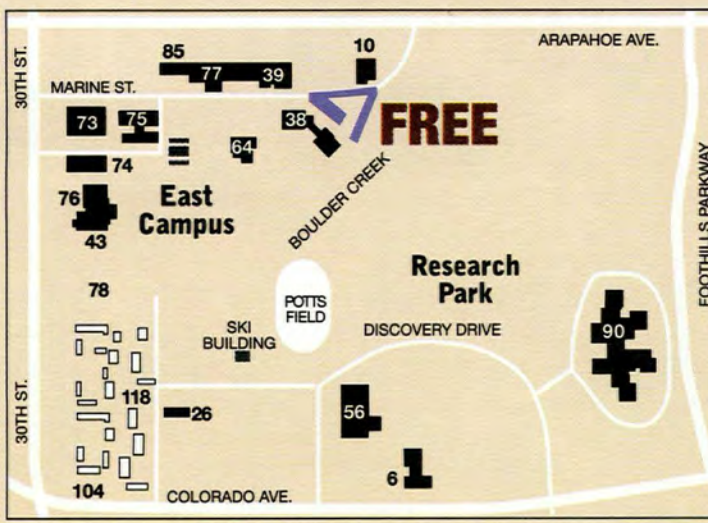 30TH ST.
85
10
ARAPAHOE AVE.
77
39
MARINE ST.
73
75
38
FREE
64
74
76
East
Campus
BOULDER CREEK
43
FOOTHILLS PARKWAY
Research
Park
78
POTTS
FIELD
SKI
BUILDING
DISCOVERY DRIVE
90
30TH ST.
118
26
56
6
104
COLORADO AVE.